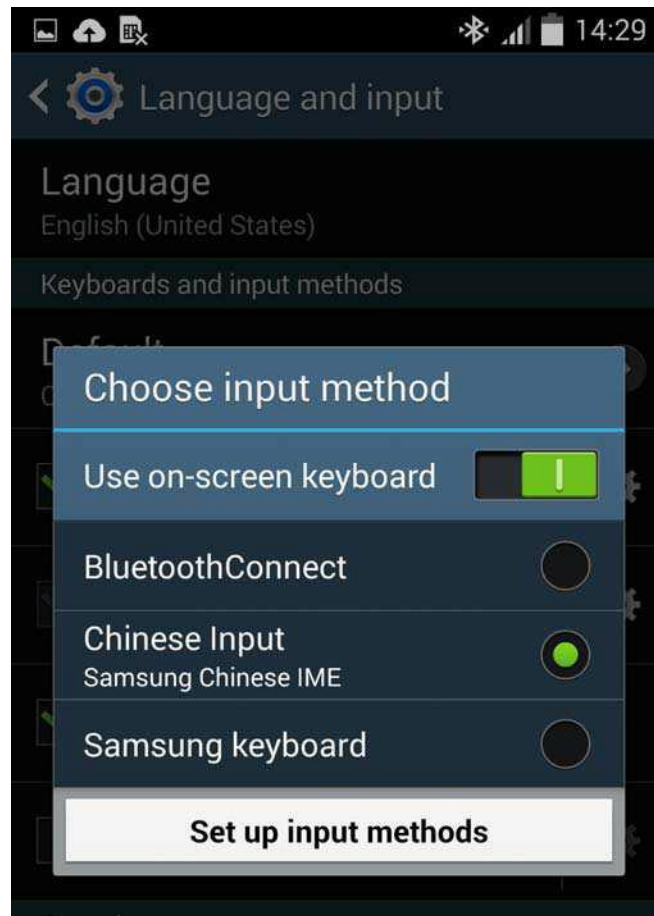 14:29
Language and input
Language
English (United States)
Keyboards and input methods
Choose input method
Use on-screen keyboard
BluetoothConnect
Chinese Input
Samsung Chinese IME
Samsung keyboard
Set up input methods